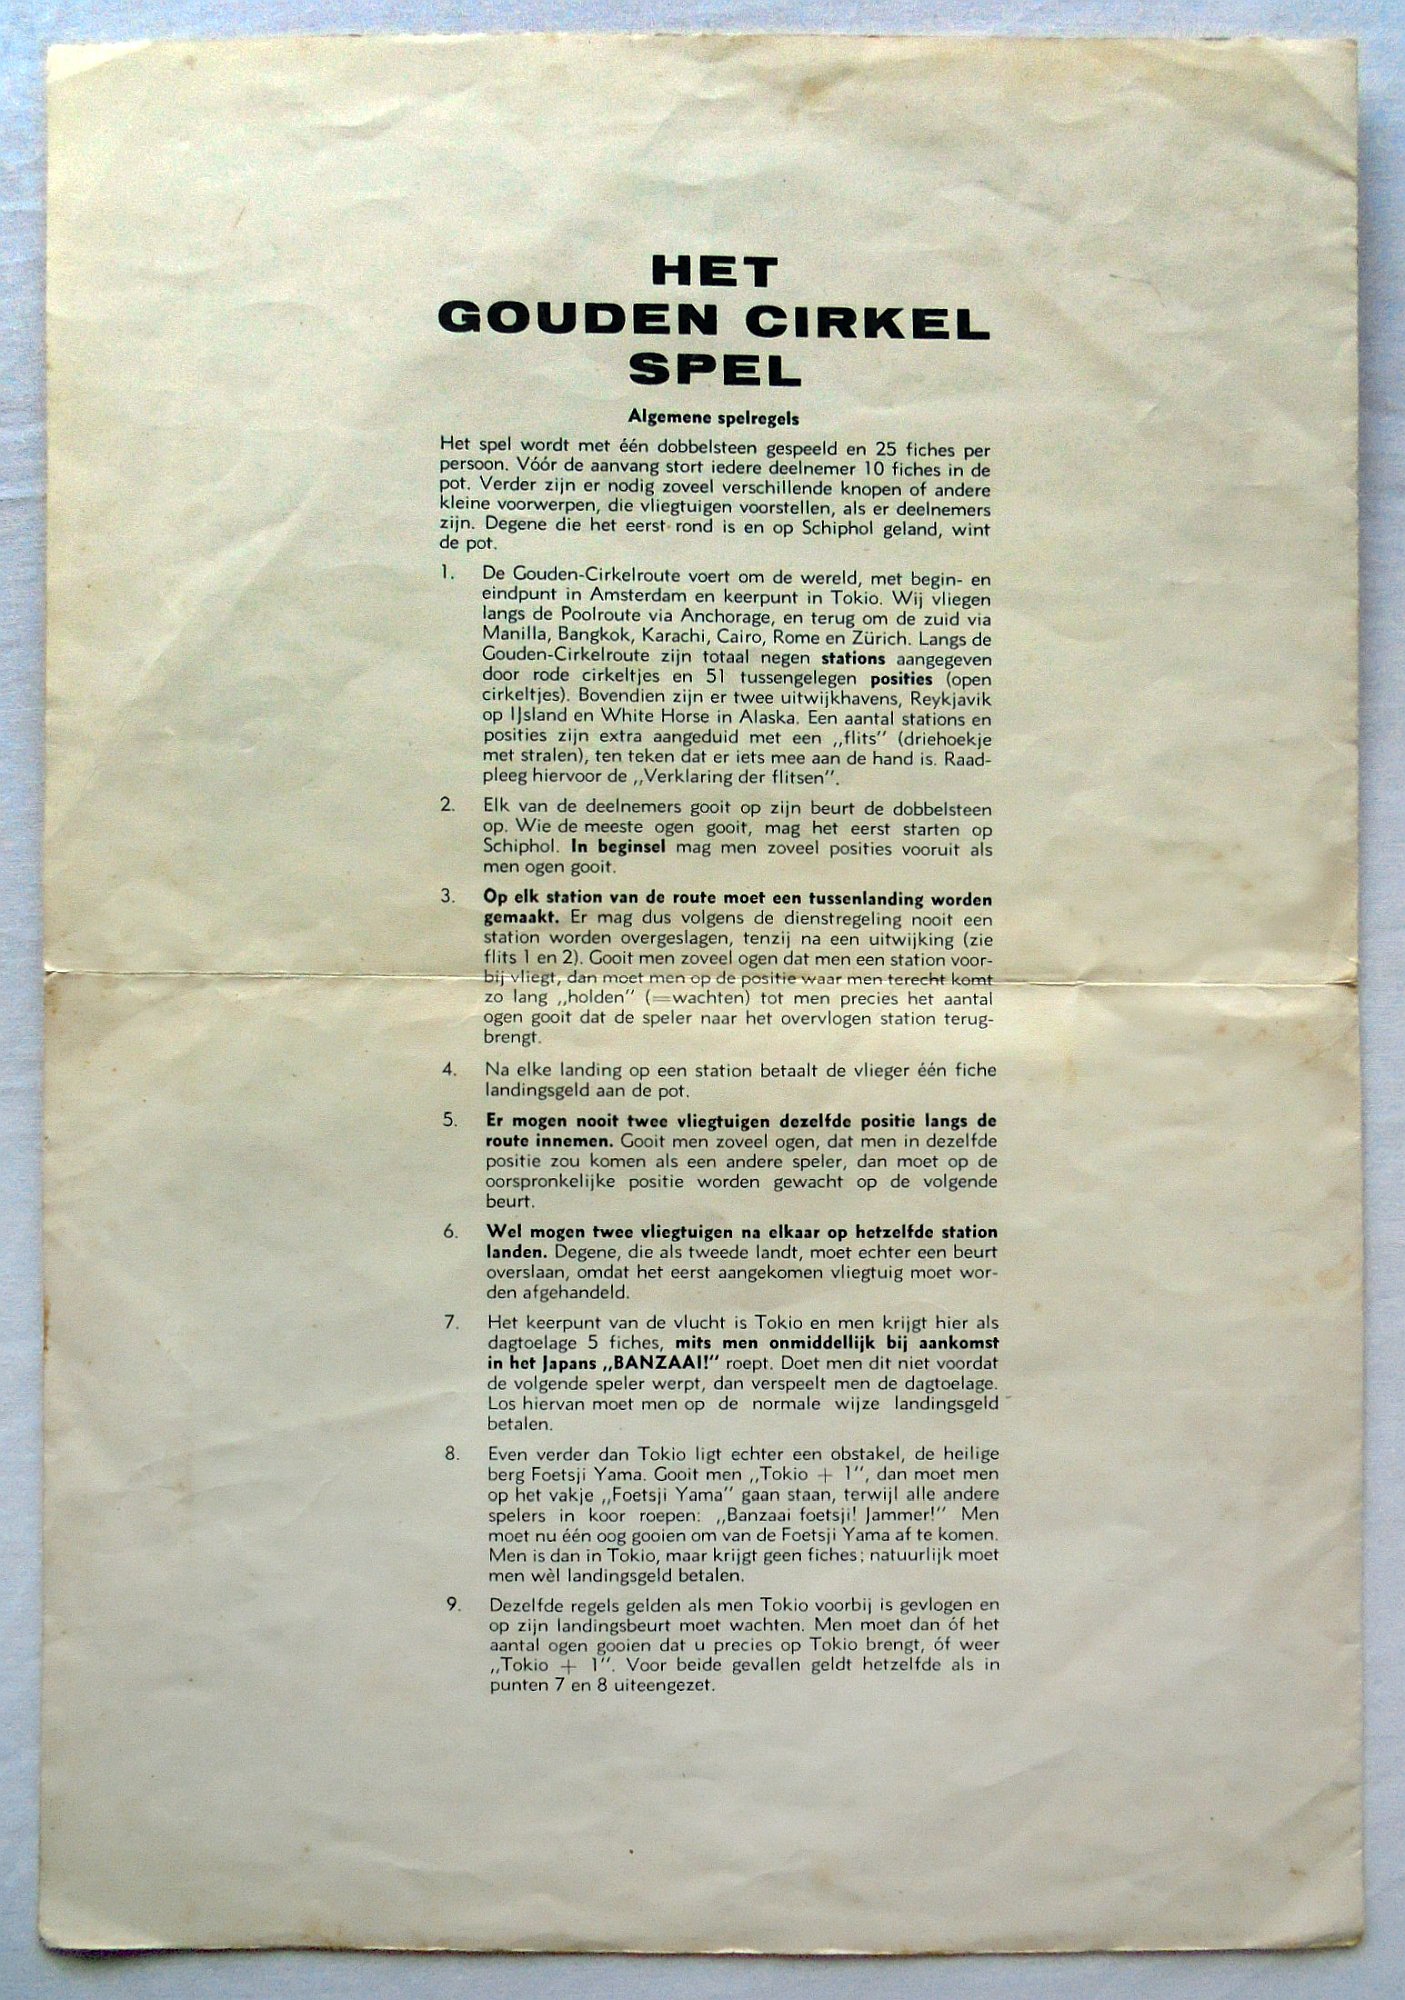 HET
GOUDEN CIRKEL
SPEL
Algemene spelregels
Het spel wordt met één dobbelsteen gespeeld en 25 fiches per
persoon. Vóór de aanvang stort iedere deelnemer 10 fiches in de
pot. Verder zijn er nodig zoveel verschillende knopen of andere
kleine voorwerpen, die vliegtuigen voorstellen, als er deelnemers
zijn. Degene die het eerst rond is en op Schiphol geland, wint
de pot.
1. De Gouden-Cirkelroute voert om de wereld, met begin- en
eindpunt in Amsterdam en keerpunt in Tokio. Wij vliegen
langs de Poolroute via Anchorage, en terug om de zuid via
Manilla, Bangkok, Karachi, Cairo, Rome en Zürich. Langs de
Gouden-Cirkelroute zijn totaal negen stations aangegeven
door rode cirkeltjes en 51 tussengelegen posities (open
cirkeltjes). Bovendien zijn er twee uitwijkhavens, Reykjavik
op IJsland en White Horse in Alaska. Een aantal stations en
posities zijn extra aangeduid met een „flits” (driehoekje
met stralen), ten teken dat er iets mee aan de hand is. Raad-
pleeg hiervoor de „Verklaring der flitsen”.
2. Elk van de deelnemers gooit op zijn beurt de dobbelsteen
op. Wie de meeste ogen gooit, mag het eerst starten op
Schiphol. In beginsel mag men zoveel posities vooruit als
men ogen gooit.
3. Op elk station van de route moet een tussenlanding worden
gemaakt. Er mag dus volgens de dienstregeling nooit een
station worden overgeslagen, tenzij na een uitwijking (zie
flits 1 en 2). Gooit men zoveel ogen dat men een station voor-
bij vliegt, dan moet men op de positie waar men terecht komt
zo lang „holden” (=wachten) tot men precies het aantal
ogen gooit dat de speler naar het overvlogen station terug-
brengt.
4. Na elke landing op een station betaalt de vlieger één fiche
landingsgeld aan de pot.
5. Er mogen nooit twee vliegtuigen dezelfde positie langs de
route innemen. Gooit men zoveel ogen, dat men in dezelfde
positie zou komen als een andere speler, dan moet op de
oorspronkelijke positie worden gewacht op de volgende
beurt.
6. Wel mogen twee vliegtuigen na elkaar op hetzelfde station
landen. Degene, die als tweede landt, moet echter een beurt
overslaan, omdat het eerst aangekomen vliegtuig moet wor-
den afgehandeld.
7. Het keerpunt van de vlucht is Tokio en men krijgt hier als
dagtoelage 5 fiches, mits men onmiddellijk bij aankomst
in het Japans „BANZAAI!” roept. Doet men dit niet voordat
de volgende speler werpt, dan verspeelt men de dagtoelage.
Los hiervan moet men op de normale wijze landingsgeld
betalen.
8. Even verder dan Tokio ligt echter een obstakel, de heilige
berg Foetsji Yama. Gooit men „Tokio + 1”, dan moet men
op het vakje „Foetsji Yama” gaan staan, terwijl alle andere
spelers in koor roepen: „Banzaai foetsji! Jammer!” Men
moet nu één oog gooien om van de Foetsji Yama af te komen.
Men is dan in Tokio, maar krijgt geen fiches; natuurlijk moet
men wèl landingsgeld betalen.
9. Dezelfde regels gelden als men Tokio voorbij is gevlogen en
op zijn landingsbeurt moet wachten. Men moet dan óf het
aantal ogen gooien dat u precies op Tokio brengt, óf weer
„Tokio + 1”. Voor beide gevallen geldt hetzelfde als in
punten 7 en 8 uiteengezet.